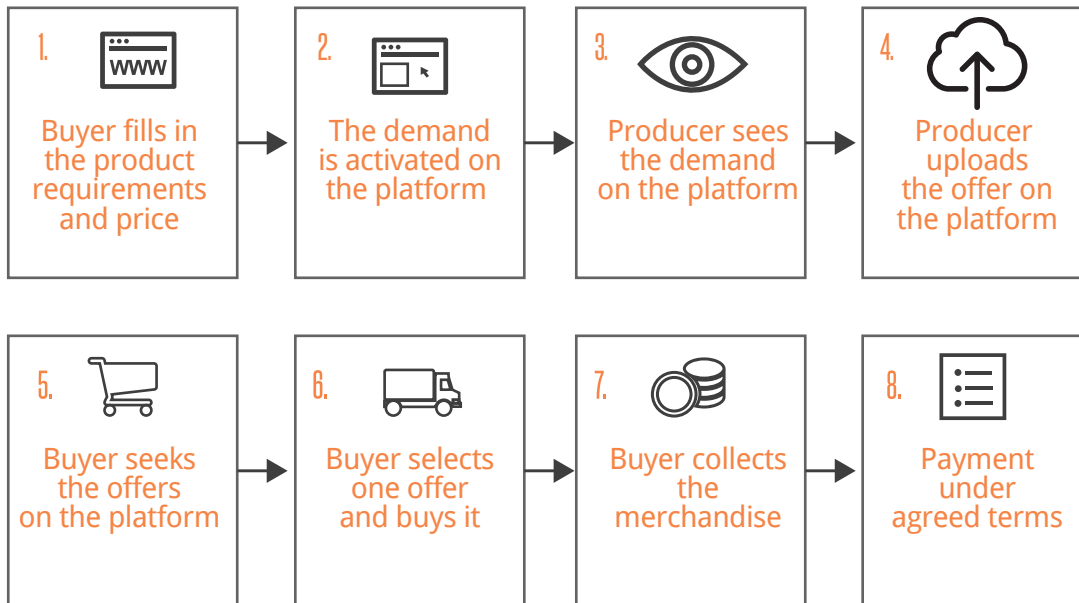 1.
WWW
Buyer fills in
the product
requirements
and price
2.
The demand
is activated on
the platform
3.
Producer sees
the demand
on the platform
4.
Producer
uploads
the offer on
the platform
5.
Buyer seeks
the offers
on the platform
6.
Buyer selects
one offer
and buys it
7.
Buyer collects
the
merchandise
8.
Payment
under
agreed terms